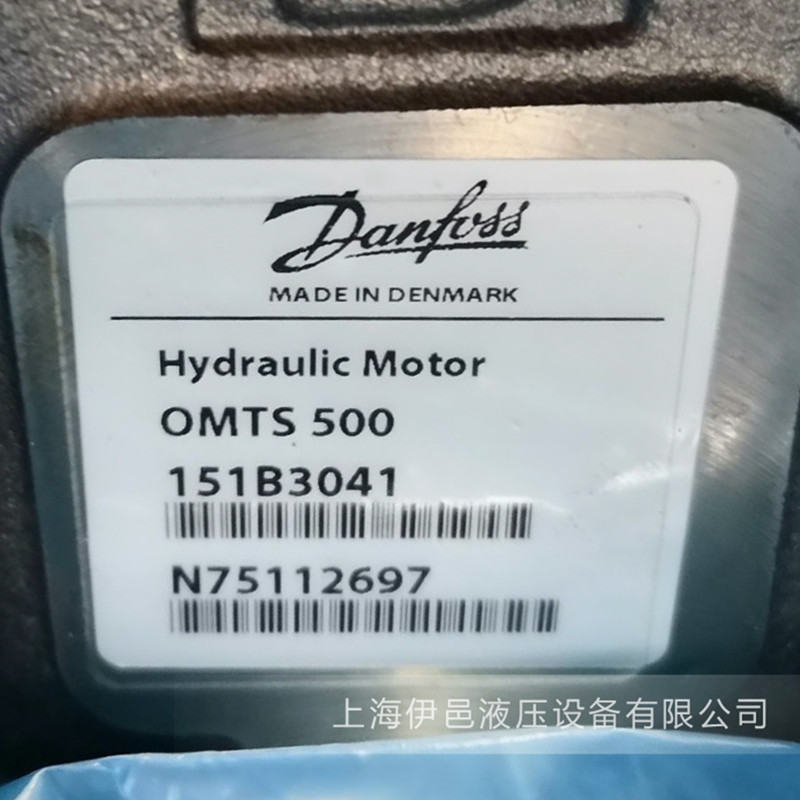 Danfoss
MADE IN DENMARK
Hydraulic Motor
OMTS 500
151B3041
N75112697
上海伊邑液压设备有限公司